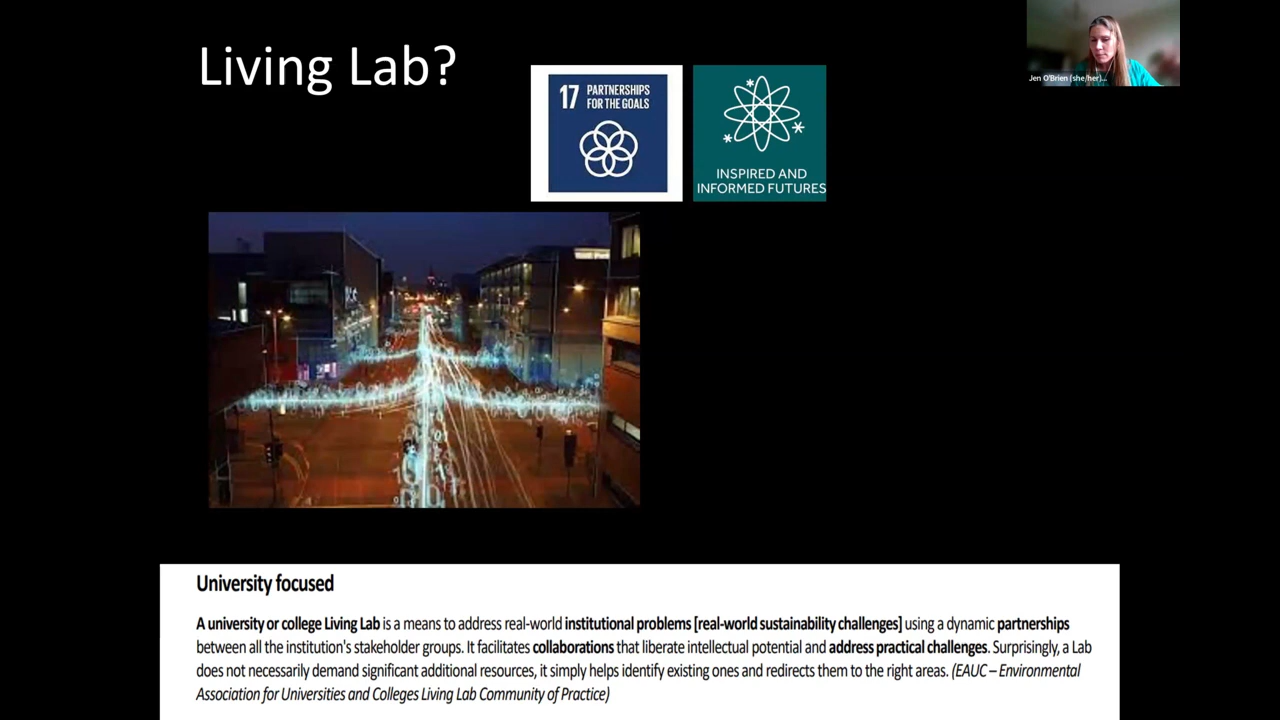 Living Lab?
17 PARTNERSHIPS
FOR THE GOALS
INSPIRED AND
INFORMED FUTURES
Jen O'Brien (she/her)...
University focused
A university or college Living Lab is a means to address real-world institutional problems [real-world sustainability challenges] using a dynamic partnerships
between all the institution's stakeholder groups. It facilitates collaborations that liberate intellectual potential and address practical challenges. Surprisingly, a Lab
does not necessarily demand significant additional resources, it simply helps identify existing ones and redirects them to the right areas. (EAUC – Environmental
Association for Universities and Colleges Living Lab Community of Practice)